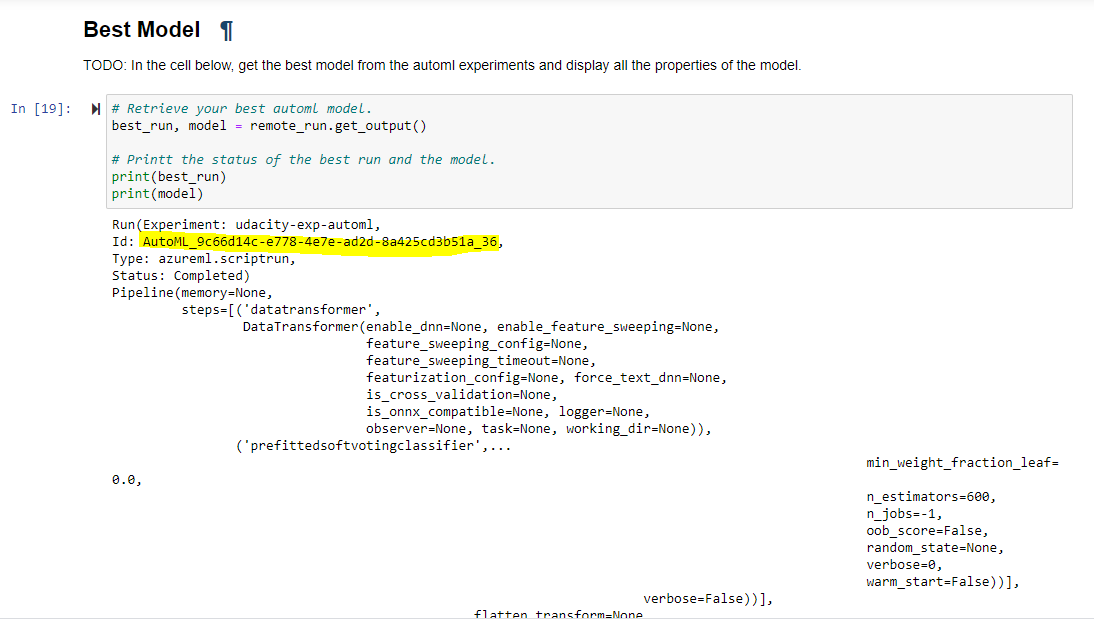 Best Model ¶
TODO: In the cell below, get the best model from the automl experiments and display all the properties of the model.
In [19]:
# Retrieve your best automl model.
best_run, model = remote_run.get_output()
# Printt the status of the best run and the model.
print(best_run)
print(model)
Run(Experiment: udacity-exp-automl,
Id: AutoML_9c66d14c-e778-4e7e-ad2d-8a425cd3b51a_36,
Type: azureml.scriptrun,
Status: Completed)
Pipeline(memory=None,
steps=[('datatransformer',
DataTransformer(enable_dnn=None, enable_feature_sweeping=None,
feature_sweeping_config=None,
feature_sweeping_timeout=None,
featurization_config=None, force_text_dnn=None,
is_cross_validation=None,
is_onnx_compatible=None, logger=None,
observer=None, task=None, working_dir=None)),
('prefittedsoftvotingclassifier',...
min_weight_fraction_leaf=
0.0,
n_estimators=600,
n_jobs=-1,
oob_score=False,
random_state=None,
verbose=0,
warm_start=False))],
verbose=False))],
flatten_transform=None